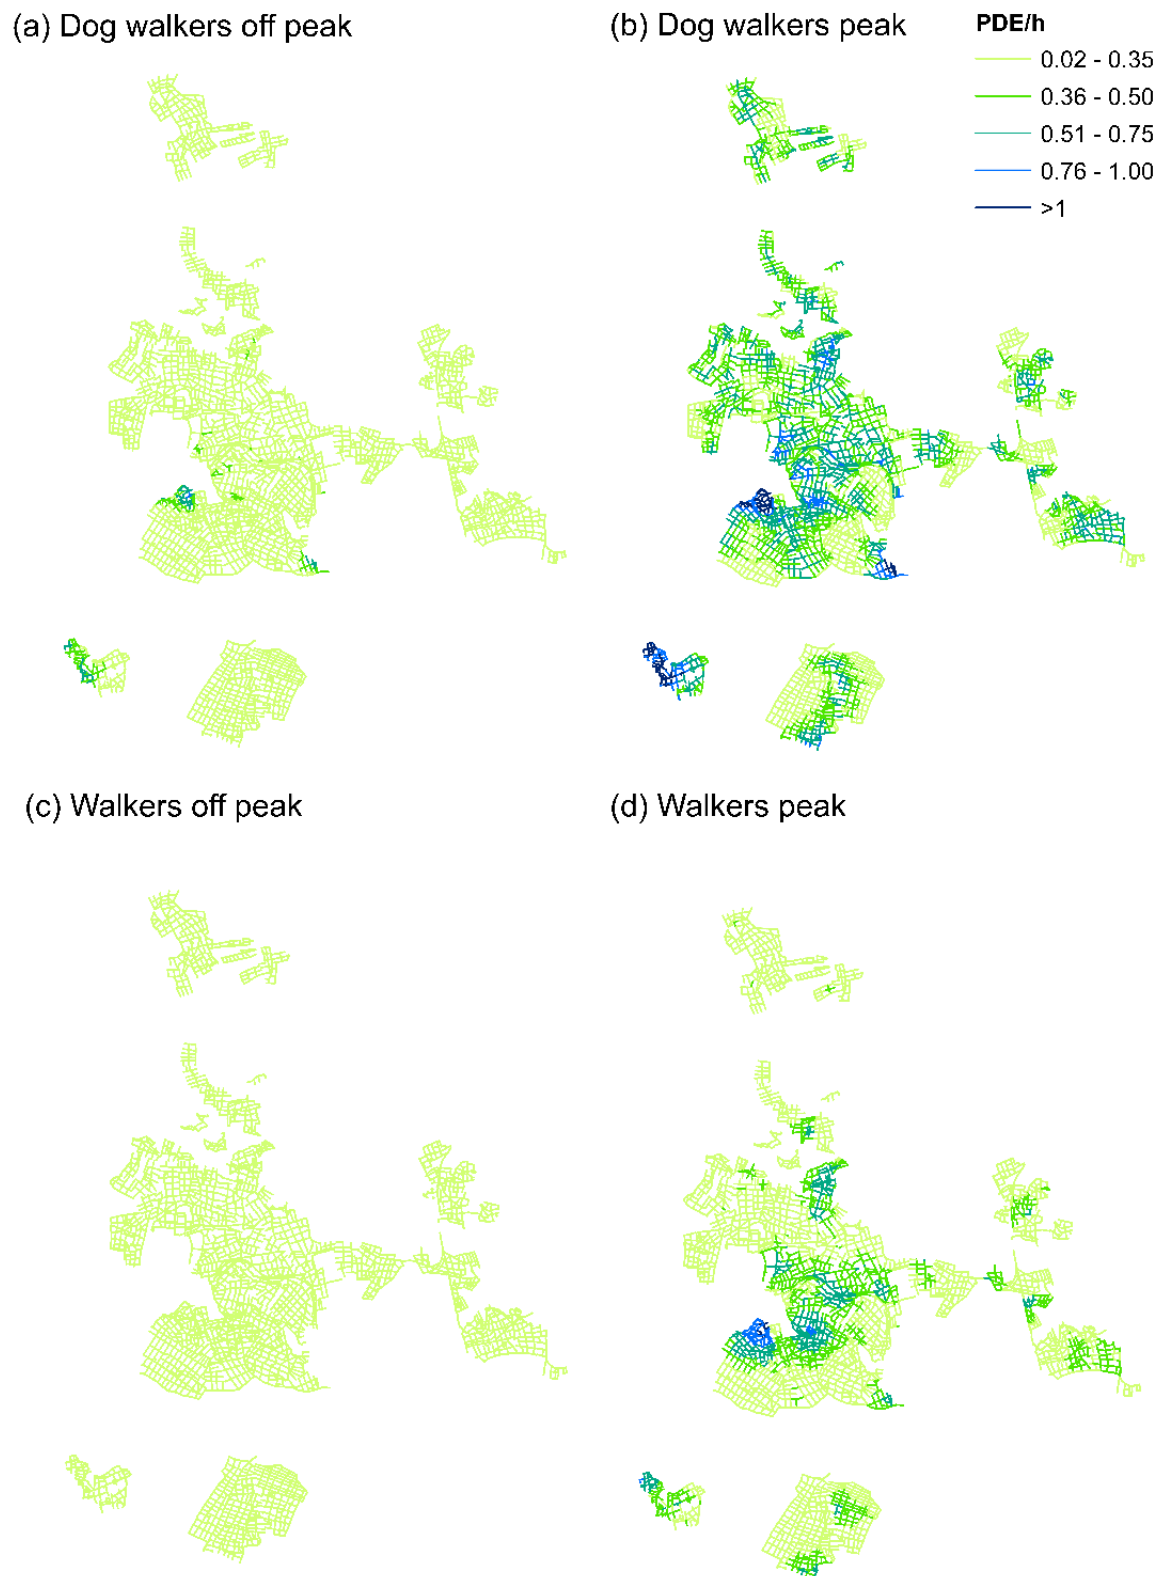 (a) Dog walkers off peak
(b) Dog walkers peak
PDE/h
0.02 - 0.35
0.36 - 0.50
0.51 - 0.75
0.76 - 1.00
>1
(c) Walkers off peak
(d) Walkers peak